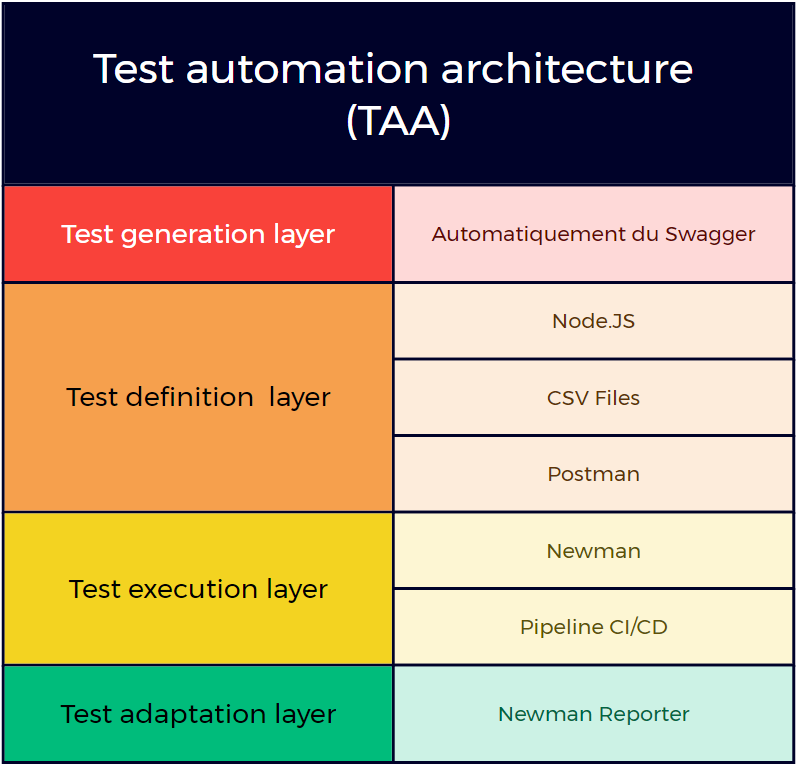 Test automation architecture
(TAA)
Test generation layer
Automatiquement du Swagger
Test definition  layer
Node.JS
CSV Files
Postman
Test execution layer
Newman
Pipeline CI/CD
Test adaptation layer
Newman Reporter